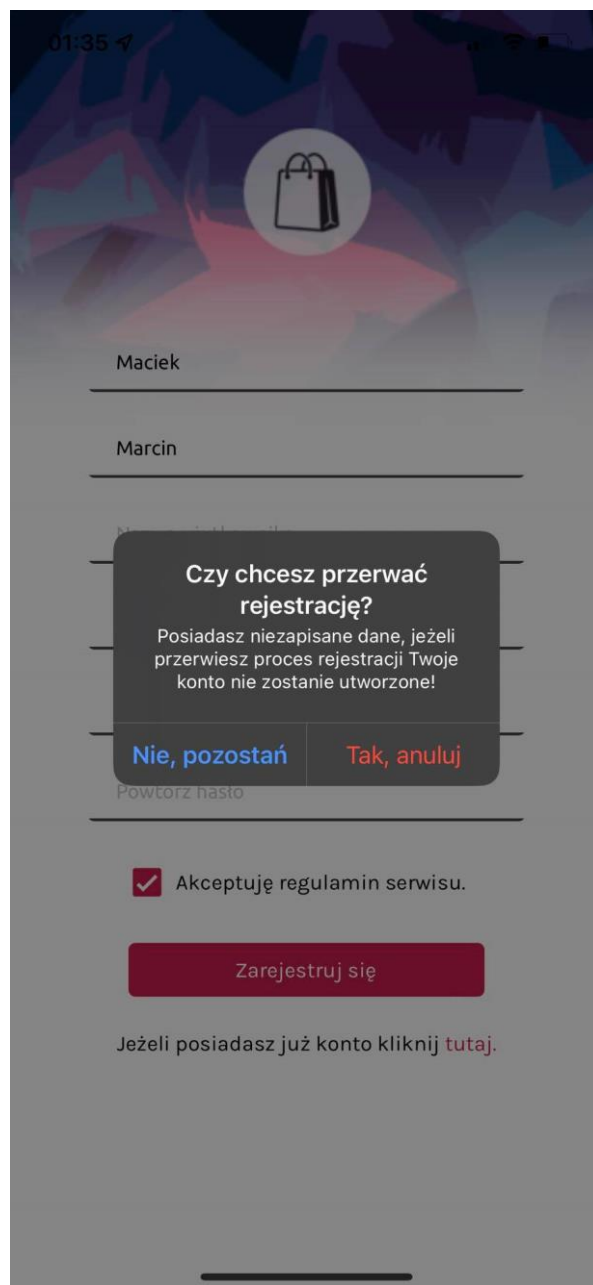 01:35
Maciek
Marcin
Czy chcesz przerwać
rejestrację?
Posiadasz niezapisane dane, jeżeli
przerwiesz proces rejestracji Twoje
konto nie zostanie utworzone!
Nie, pozostań
Tak, anuluj
Powtórz hasło
Akceptuję regulamin serwisu.
Zarejestruj się
Jeżeli posiadasz już konto kliknij tutaj.